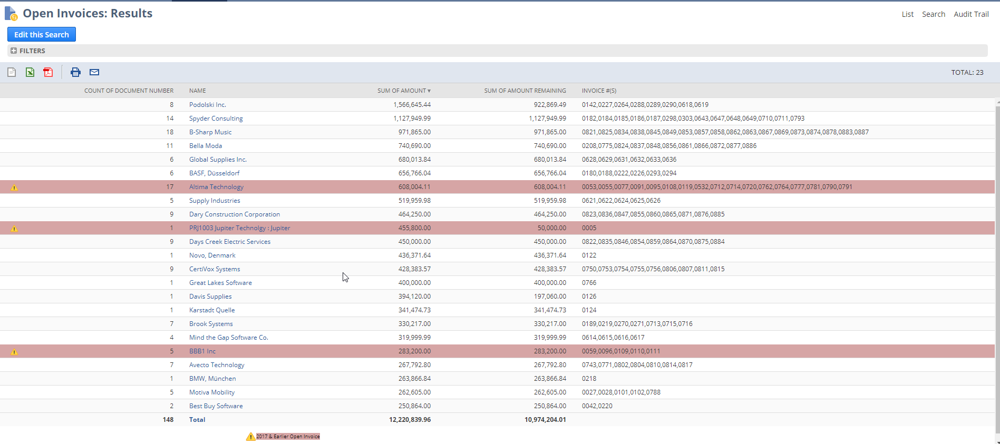 Open Invoices: Results
List Search Audit Trail
Edit this Search
FILTERS
TOTAL: 23
COUNT OF DOCUMENT NUMBER NAME SUM OF AMOUNT ▼ SUM OF AMOUNT REMAINING INVOICE #(S)
8 Podolski Inc. 1,566,645.44 922,869.49 0142,0227,0264,0288,0289,0290,0618,0619
14 Spyder Consulting 1,127,949.99 1,127,949.99 0182,0184,0185,0186,0187,0298,0303,0643,0647,0648,0649,0710,0711,0793
18 B-Sharp Music 971,865.00 971,865.00 0821,0825,0834,0838,0845,0849,0853,0857,0858,0862,0863,0867,0869,0873,0874,0878,0883,0887
11 Bella Moda 740,690.00 740,690.00 0208,0775,0824,0837,0848,0856,0861,0866,0872,0877,0886
6 Global Supplies Inc. 680,013.84 680,013.84 0628,0629,0631,0632,0633,0636
6 BASF, Düsseldorf 656,766.04 656,766.04 0180,0188,0222,0226,0293,0294
17 Altima Technology 608,004.11 608,004.11 0053,0055,0077,0091,0095,0108,0119,0532,0712,0714,0720,0762,0764,0777,0781,0790,0791
5 Supply Industries 519,959.98 519,959.98 0621,0622,0624,0625,0626
9 Dary Construction Corporation 464,250.00 464,250.00 0823,0836,0847,0855,0860,0865,0871,0876,0885
1 PRJ1003 Jupiter Technolgy : Jupiter 455,800.00 50,000.00 0005
9 Days Creek Electric Services 450,000.00 450,000.00 0822,0835,0846,0854,0859,0864,0870,0875,0884
1 Novo, Denmark 436,371.64 436,371.64 0122
9 CertiVox Systems 428,383.57 428,383.57 0750,0753,0754,0755,0756,0806,0807,0811,0815
1 Great Lakes Software 400,000.00 400,000.00 0766
1 Davis Supplies 394,120.00 197,060.00 0126
1 Karstadt Quelle 341,474.73 341,474.73 0124
7 Brook Systems 330,217.00 330,217.00 0189,0219,0270,0271,0713,0715,0716
4 Mind the Gap Software Co. 319,999.99 319,999.99 0614,0615,0616,0617
5 BBB1 Inc 283,200.00 283,200.00 0059,0096,0109,0110,0111
7 Avecto Technology 267,792.80 267,792.80 0743,0771,0802,0804,0810,0814,0817
1 BMW, München 263,866.84 263,866.84 0218
5 Motiva Mobility 262,605.00 262,605.00 0027,0028,0101,0102,0788
2 Best Buy Software 250,864.00 250,864.00 0042,0220
148 Total 12,220,839.96 10,974,204.01
2017 & Earlier Open Invoice